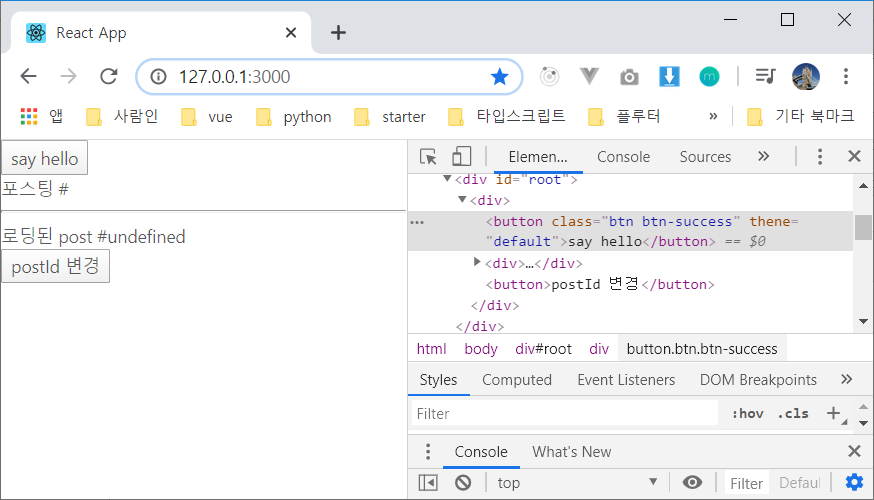 React App
127.0.0.1:3000
앱 사람인 vue python starter 타입스크립트 플루터 » 기타 북마크
say hello
포스팅 #
로딩된 post #undefined
postId 변경
Elemen... Console Sources »
<div id="root">
<div>
<button class="btn btn-success" thene=
"default">say hello</button> == $0
<div>…</div>
<button>postId 변경</button>
</div>
</div>
html body div#root div button.btn.btn-success
Styles Computed Event Listeners DOM Breakpoints »
Filter :hov .cls +
Console What's New
top Filter Defaul